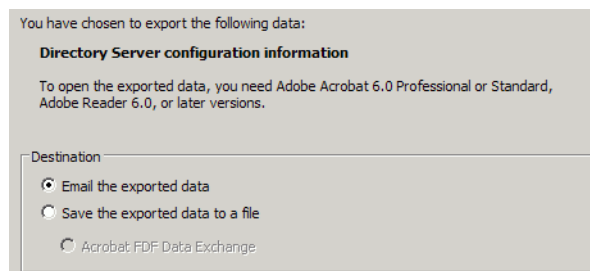 You have chosen to export the following data:
Directory Server configuration information
To open the exported data, you need Adobe Acrobat 6.0 Professional or Standard,
Adobe Reader 6.0, or later versions.
Destination
Email the exported data
Save the exported data to a file
Acrobat FDF Data Exchange